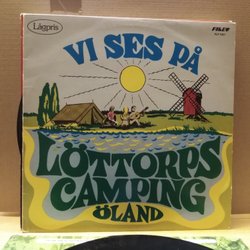 Lågpris
VI SES PÅ
LÖTTORPS
CAMPING
ÖLAND